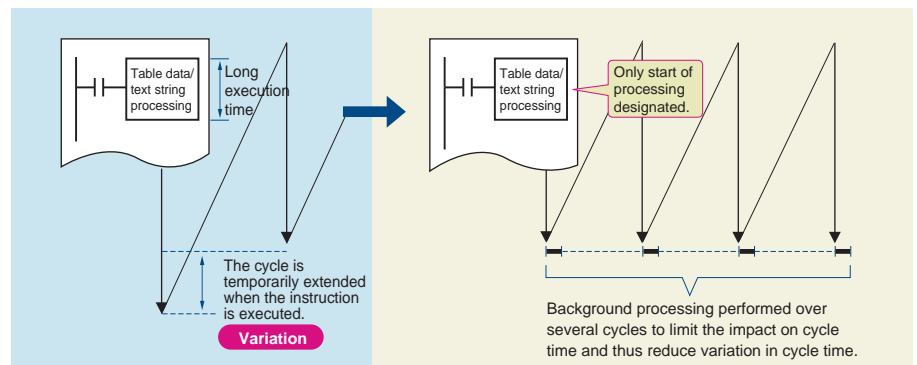 Table data/
text string
processing
Long
execution
time
The cycle is
temporarily extended
when the instruction
is executed.
Variation
Table data/
text string
processing
Only start of
processing
designated.
Background processing performed over
several cycles to limit the impact on cycle
time and thus reduce variation in cycle time.